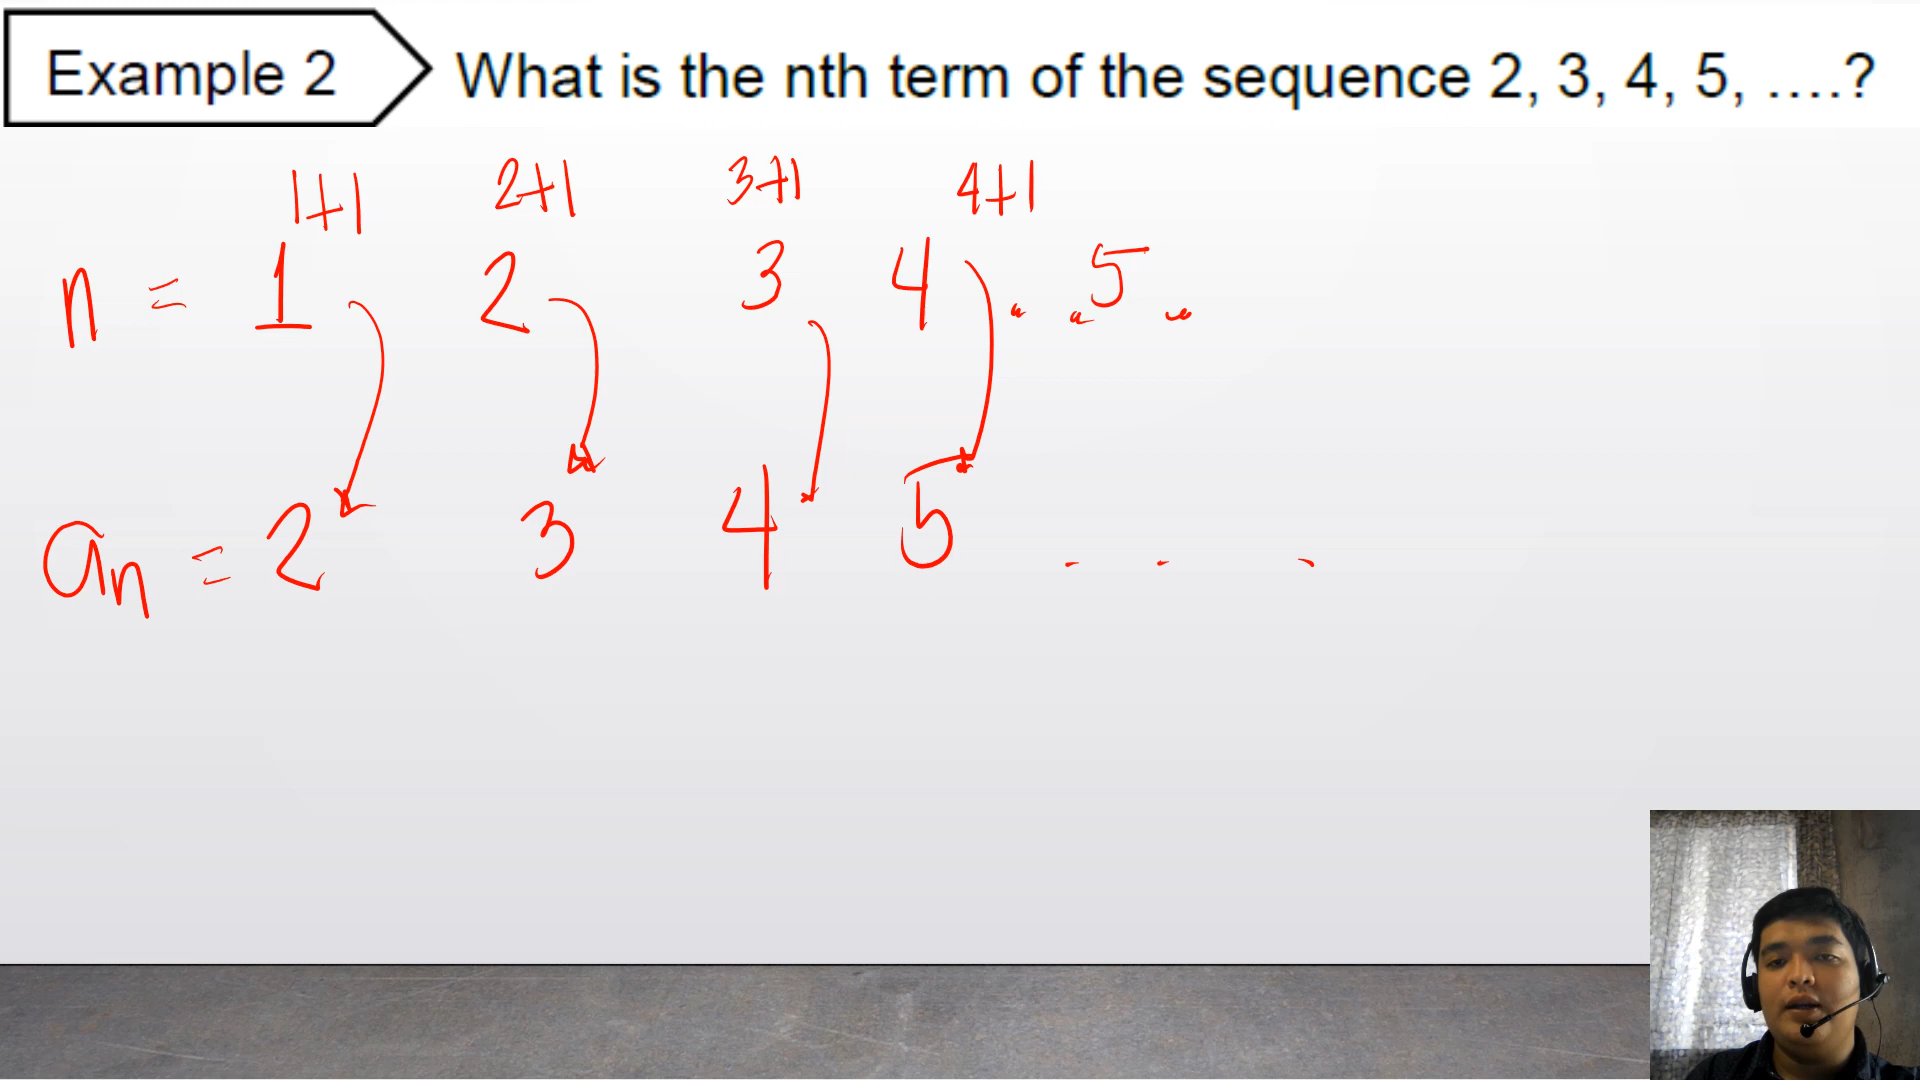 Example 2 What is the nth term of the sequence 2, 3, 4, 5, ....?
1+1 2+1 3+1 4+1
n = 1 2 3 4 . . 5 .
an = 2 3 4 5 . . .